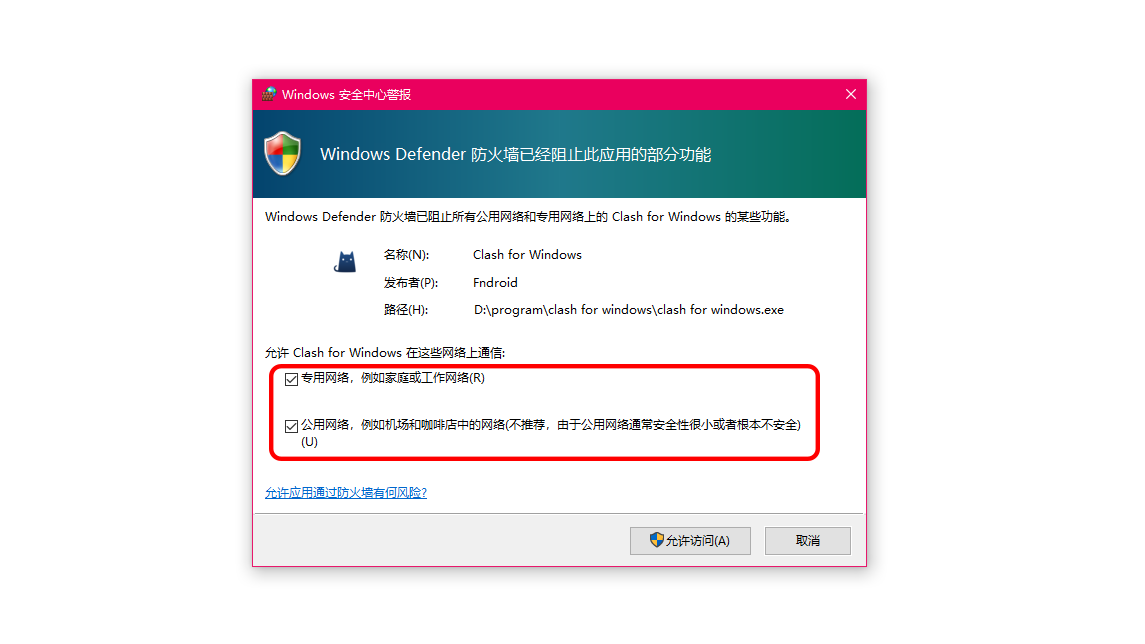 Windows 安全中心警报
Windows Defender 防火墙已经阻止此应用的部分功能
Windows Defender 防火墙已阻止所有公用网络和专用网络上的 Clash for Windows 的某些功能。
名称(N): Clash for Windows
发布者(P): Fndroid
路径(H): D:\program\clash for windows\clash for windows.exe
允许 Clash for Windows 在这些网络上通信:
专用网络，例如家庭或工作网络(R)
公用网络，例如机场和咖啡店中的网络(不推荐，由于公用网络通常安全性很小或者根本不安全)
(U)
允许应用通过防火墙有何风险?
允许访问(A) 取消